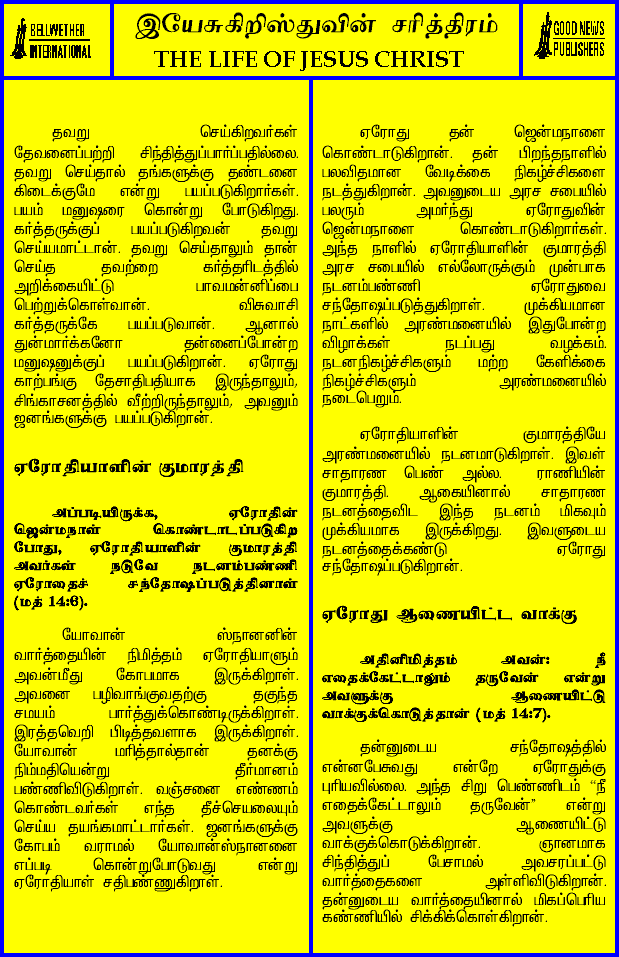 BELLWETHER
INTERNATIONAL
இயேசுகிறிஸ்துவின் சரித்திரம்
THE LIFE OF JESUS CHRIST
GOOD NEWS
PUBLISHERS
தவறு செய்கிறவர்கள்
தேவனைப்பற்றி சிந்தித்துப்பார்ப்பதில்லை.
தவறு செய்தால் தங்களுக்கு தண்டனை
கிடைக்குமே என்று பயப்படுகிறார்கள்.
பயம் மனுஷரை கொன்று போடுகிறது.
கர்த்தருக்குப் பயப்படுகிறவன் தவறு
செய்யமாட்டான். தவறு செய்தாலும் தான்
செய்த தவற்றை கர்த்தரிடத்தில்
அறிக்கையிட்டு பாவமன்னிப்பை
பெற்றுக்கொள்வான். விசுவாசி
கர்த்தருக்கே பயப்படுவான். ஆனால்
துன்மார்க்கனோ தன்னைப்போன்ற
மனுஷனுக்குப் பயப்படுகிறான். ஏரோது
காற்பங்கு தேசாதிபதியாக இருந்தாலும்,
சிங்காசனத்தில் வீற்றிருந்தாலும், அவனும்
ஜனங்களுக்கு பயப்படுகிறான்.
ஏரோதியாளின் குமாரத்தி
அப்படியிருக்க, ஏரோதின்
ஜென்மநாள் கொண்டாடப்படுகிற
போது, ஏரோதியாளின் குமாரத்தி
அவர்கள் நடுவே நடனம்பண்ணி
ஏரோதைச் சந்தோஷப்படுத்தினாள்
(மத் 14:6).
யோவான் ஸ்நானனின்
வார்த்தையின் நிமித்தம் ஏரோதியாளும்
அவன்மீது கோபமாக இருக்கிறாள்.
அவனை பழிவாங்குவதற்கு தகுந்த
சமயம் பார்த்துக்கொண்டிருக்கிறாள்.
இரத்தவெறி பிடித்தவளாக இருக்கிறாள்.
யோவான் மரித்தால்தான் தனக்கு
நிம்மதியென்று தீர்மானம்
பண்ணிவிடுகிறாள். வஞ்சனை எண்ணம்
கொண்டவர்கள் எந்த தீச்செயலையும்
செய்ய தயங்கமாட்டார்கள். ஜனங்களுக்கு
கோபம் வராமல் யோவான்ஸ்நானனை
எப்படி கொன்றுபோடுவது என்று
ஏரோதியாள் சதிபண்ணுகிறாள்.
ஏரோது தன் ஜென்மநாளை
கொண்டாடுகிறான். தன் பிறந்தநாளில்
பலவிதமான வேடிக்கை நிகழ்ச்சிகளை
நடத்துகிறான். அவனுடைய அரச சபையில்
பலரும் அமர்ந்து ஏரோதுவின்
ஜென்மநாளை கொண்டாடுகிறார்கள்.
அந்த நாளில் ஏரோதியாளின் குமாரத்தி
அரச சபையில் எல்லோருக்கும் முன்பாக
நடனம்பண்ணி ஏரோதுவை
சந்தோஷப்படுத்துகிறாள். முக்கியமான
நாட்களில் அரண்மனையில் இதுபோன்ற
விழாக்கள் நடப்பது வழக்கம்.
நடனநிகழ்ச்சிகளும் மற்ற கேளிக்கை
நிகழ்ச்சிகளும் அரண்மனையில்
நடைபெறும்.
ஏரோதியாளின் குமாரத்தியே
அரண்மனையில் நடனமாடுகிறாள். இவள்
சாதாரண பெண் அல்ல. ராணியின்
குமாரத்தி. ஆகையினால் சாதாரண
நடனத்தைவிட இந்த நடனம் மிகவும்
முக்கியமாக இருக்கிறது. இவளுடைய
நடனத்தைக்கண்டு ஏரோது
சந்தோஷப்படுகிறான்.
ஏரோது ஆணையிட்ட வாக்கு
அதினிமித்தம் அவன்: நீ
எதைக்கேட்டாலும் தருவேன் என்று
அவளுக்கு ஆணையிட்டு
வாக்குக்கொடுத்தான் (மத் 14:7).
தன்னுடைய சந்தோஷத்தில்
என்னபேசுவது என்றே ஏரோதுக்கு
புரியவில்லை. அந்த சிறு பெண்ணிடம் “நீ
எதைக்கேட்டாலும் தருவேன்” என்று
அவளுக்கு ஆணையிட்டு
வாக்குக்கொடுக்கிறான். ஞானமாக
சிந்தித்துப் பேசாமல் அவசரப்பட்டு
வார்த்தைகளை அள்ளிவிடுகிறான்.
தன்னுடைய வார்த்தையினால் மிகப்பெரிய
கண்ணியில் சிக்கிக்கொள்கிறான்.